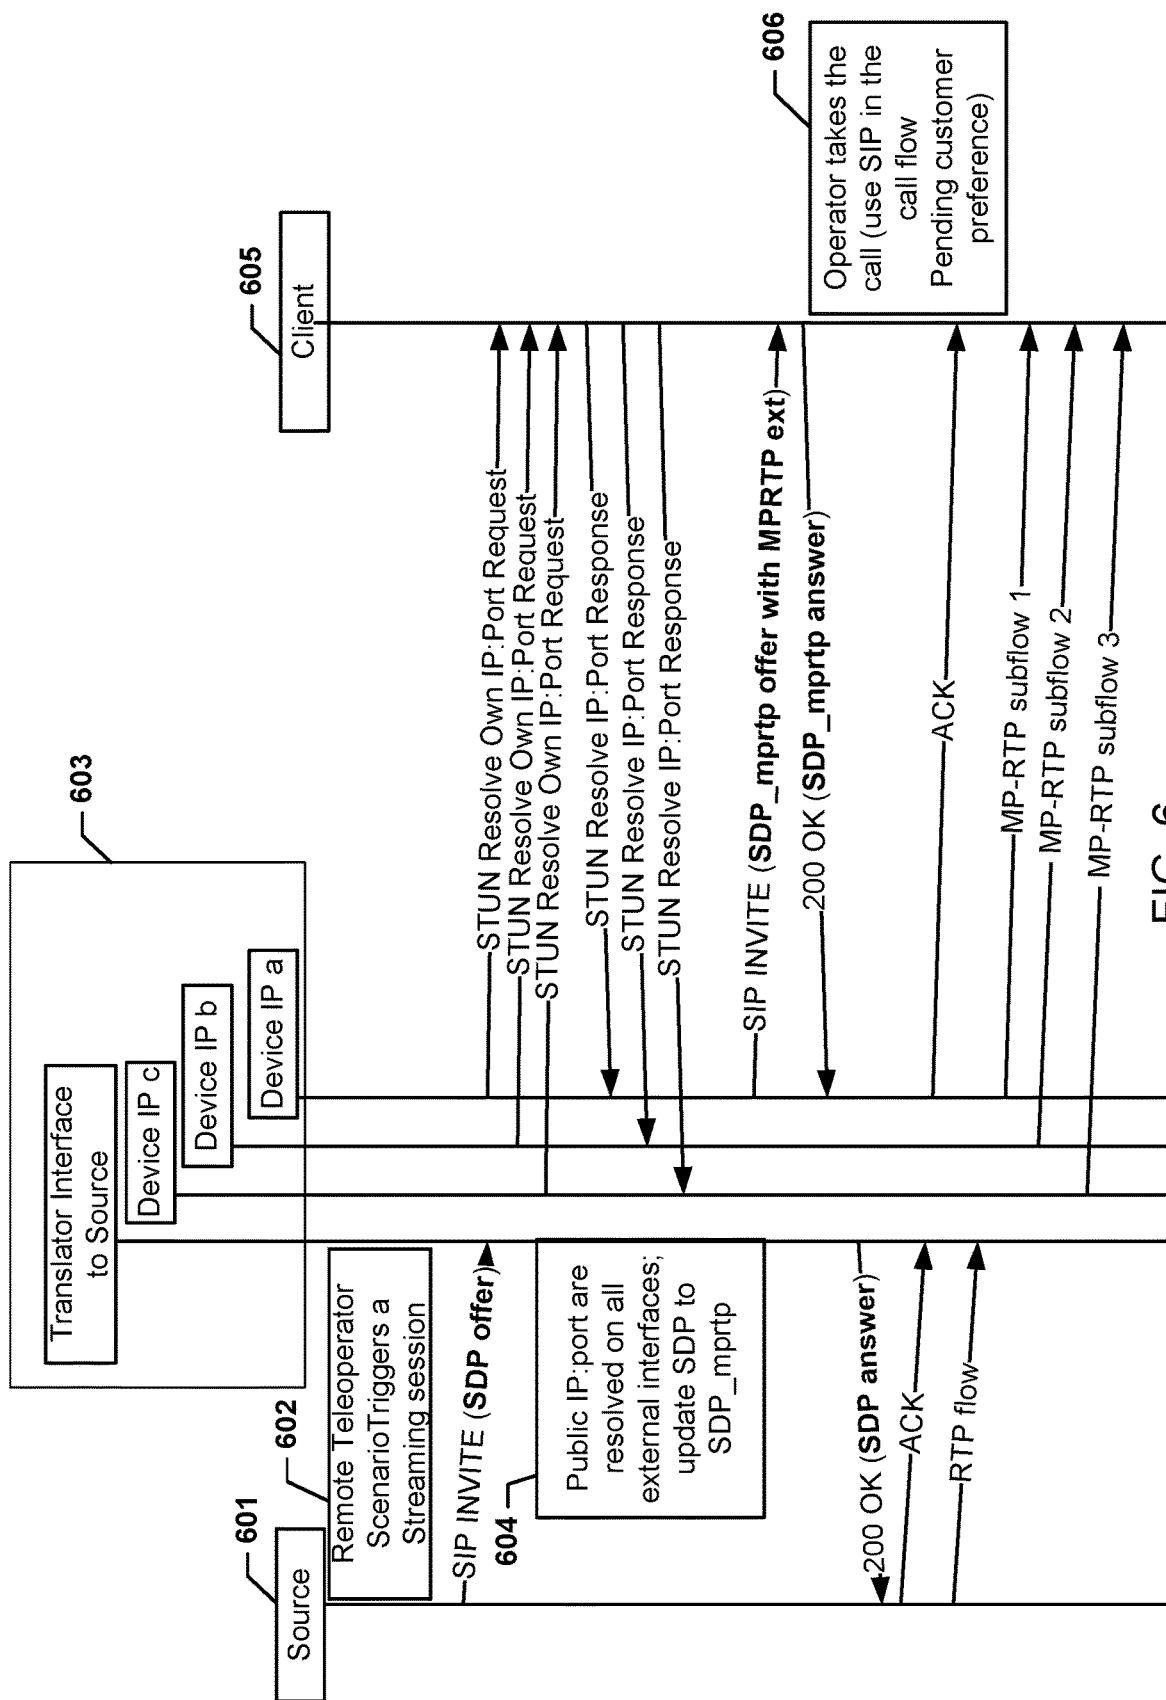 603
Translator Interface
to Source
Device IP c
Device IP b
Device IP a
601
Source
602
Remote Teleoperator
ScenarioTriggers a
Streaming session
605
Client
SIP INVITE (SDP offer)
STUN Resolve Own IP:Port Request
STUN Resolve Own IP:Port Request
STUN Resolve Own IP:Port Request
604
Public IP:port are
resolved on all
external interfaces;
update SDP to
SDP_mprtp
STUN Resolve IP:Port Response
STUN Resolve IP:Port Response
STUN Resolve IP:Port Response
SIP INVITE (SDP_mprtp offer with MPRTP ext)
606
Operator takes the
call (use SIP in the
call flow
Pending customer
preference)
200 OK (SDP_mprtp answer)
200 OK (SDP answer)
ACK
ACK
RTP flow
MP-RTP subflow 1
MP-RTP subflow 2
MP-RTP subflow 3
FIG. 6